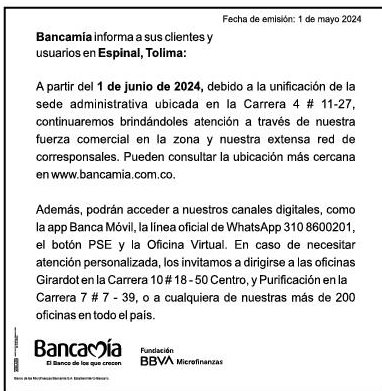 Fecha de emisión: 1 de mayo 2024
Bancamía informa a sus clientes y
usuarios en Espinal, Tolima:
A partir del 1 de junio de 2024, debido a la unificación de la
sede administrativa ubicada en la Carrera 4 # 11-27,
continuaremos brindándoles atención a través de nuestra
fuerza comercial en la zona y nuestra extensa red de
corresponsales. Pueden consultar la ubicación más cercana
en www.bancamia.com.co.
Además, podrán acceder a nuestros canales digitales, como
la app Banca Móvil, la línea oficial de WhatsApp 310 8600201,
el botón PSE y la Oficina Virtual. En caso de necesitar
atención personalizada, los invitamos a dirigirse a las oficinas
Girardot en la Carrera 10 # 18 - 50 Centro, y Purificación en la
Carrera 7 # 7 - 39, o a cualquiera de nuestras más de 200
oficinas en todo el país.
Bancamía
El Banco de los que crecen
Fundación
BBVA Microfinanzas